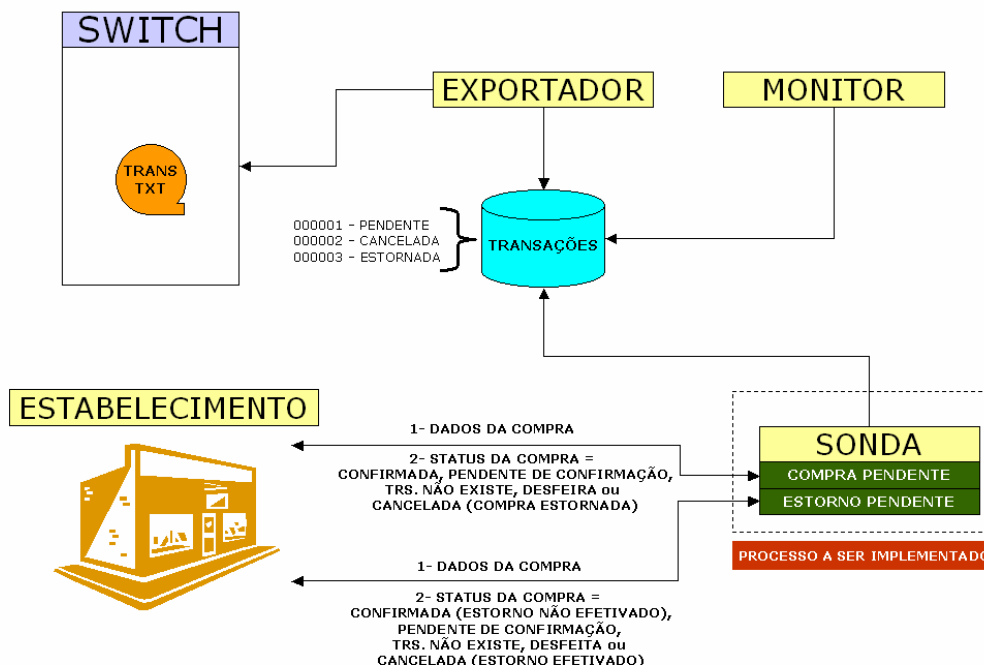 SWITCH
EXPORTADOR
MONITOR
TRANS
TXT
000001 - PENDENTE
000002 - CANCELADA
000003 - ESTORNADA
TRANSAÇÕES
ESTABELECIMENTO
1- DADOS DA COMPRA
2- STATUS DA COMPRA =
CONFIRMADA, PENDENTE DE CONFIRMAÇÃO,
TRS. NÃO EXISTE, DESFEIRA ou
CANCELADA (COMPRA ESTORNADA)
SONDA
COMPRA PENDENTE
ESTORNO PENDENTE
PROCESSO A SER IMPLEMENTADO
1- DADOS DA COMPRA
2- STATUS DA COMPRA =
CONFIRMADA (ESTORNO NÃO EFETIVADO),
PENDENTE DE CONFIRMAÇÃO,
TRS. NÃO EXISTE, DESFEITA ou
CANCELADA (ESTORNO EFETIVADO)